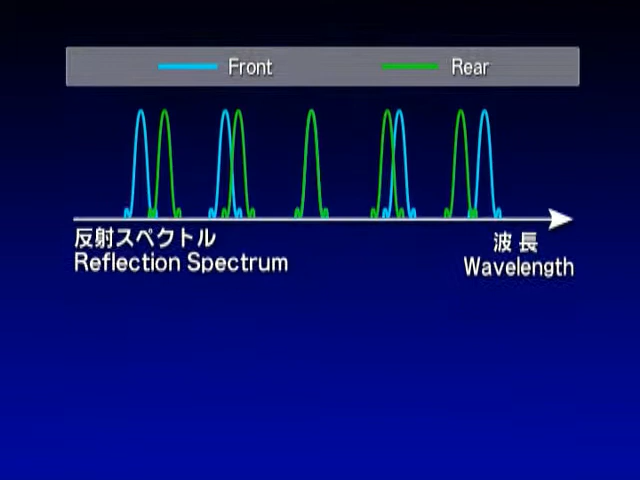 Front
Rear
反射スペクトル
Reflection Spectrum
波長
Wavelength